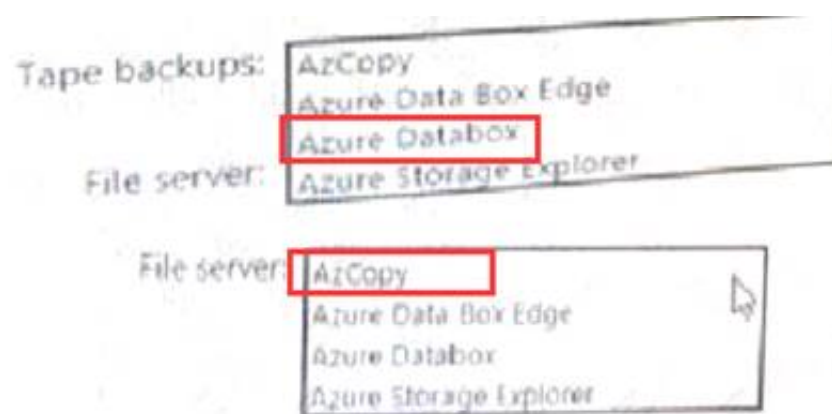 Tape backups: AzCopy
Azure Data Box Edge
Azure Databox
File server: Azure Storage Explorer
File server: AzCopy
Azure Data Box Edge
Azure Databox
Azure Storage Explorer